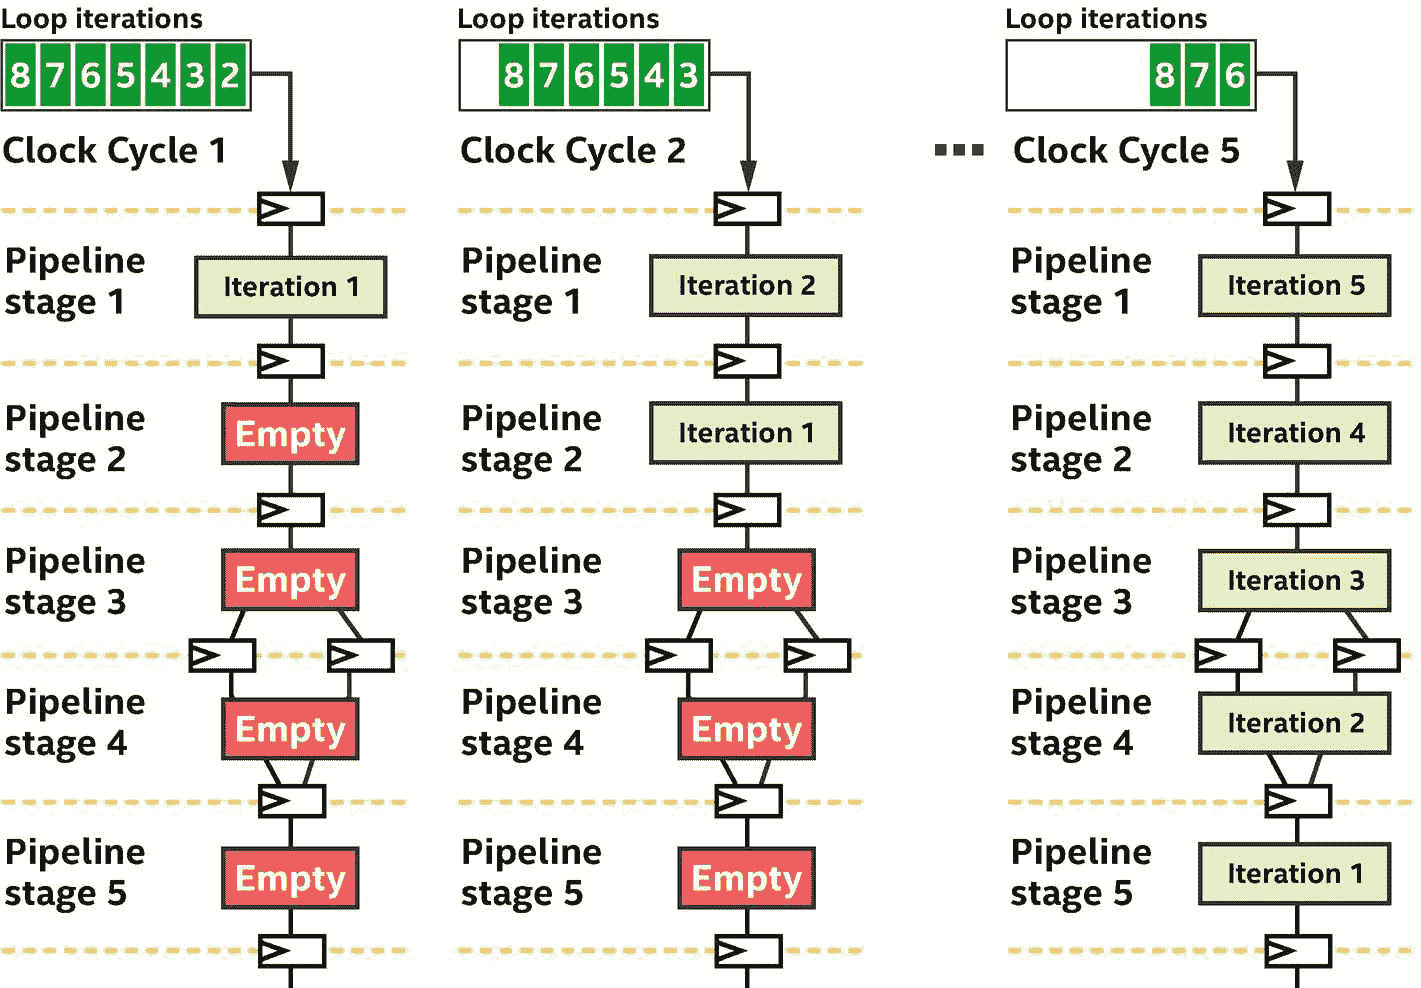 Loop iterations
8 7 6 5 4 3 2
Clock Cycle 1
Pipeline
stage 1
Iteration 1
Pipeline
stage 2
Empty
Pipeline
stage 3
Empty
Pipeline
stage 4
Empty
Pipeline
stage 5
Empty
Loop iterations
8 7 6 5 4 3
Clock Cycle 2
Pipeline
stage 1
Iteration 2
Pipeline
stage 2
Iteration 1
Pipeline
stage 3
Empty
Pipeline
stage 4
Empty
Pipeline
stage 5
Empty
Loop iterations
8 7 6
Clock Cycle 5
Pipeline
stage 1
Iteration 5
Pipeline
stage 2
Iteration 4
Pipeline
stage 3
Iteration 3
Pipeline
stage 4
Iteration 2
Pipeline
stage 5
Iteration 1